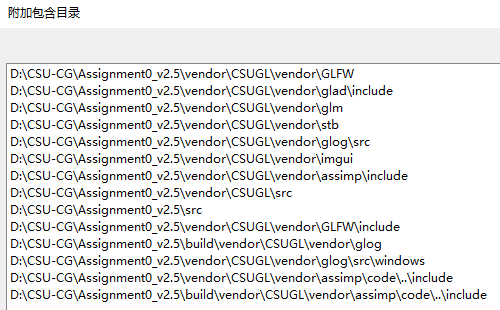 附加包含目录
D:\CSU-CG\Assignment0_v2.5\vendor\CSUGL\vendor\GLFW
D:\CSU-CG\Assignment0_v2.5\vendor\CSUGL\vendor\glad\include
D:\CSU-CG\Assignment0_v2.5\vendor\CSUGL\vendor\glm
D:\CSU-CG\Assignment0_v2.5\vendor\CSUGL\vendor\stb
D:\CSU-CG\Assignment0_v2.5\vendor\CSUGL\vendor\glog\src
D:\CSU-CG\Assignment0_v2.5\vendor\CSUGL\vendor\imgui
D:\CSU-CG\Assignment0_v2.5\vendor\CSUGL\vendor\assimp\include
D:\CSU-CG\Assignment0_v2.5\vendor\CSUGL\src
D:\CSU-CG\Assignment0_v2.5\src
D:\CSU-CG\Assignment0_v2.5\vendor\CSUGL\vendor\GLFW\include
D:\CSU-CG\Assignment0_v2.5\build\vendor\CSUGL\vendor\glog
D:\CSU-CG\Assignment0_v2.5\vendor\CSUGL\vendor\glog\src\windows
D:\CSU-CG\Assignment0_v2.5\vendor\CSUGL\vendor\assimp\code\..\include
D:\CSU-CG\Assignment0_v2.5\build\vendor\CSUGL\vendor\assimp\code\..\include